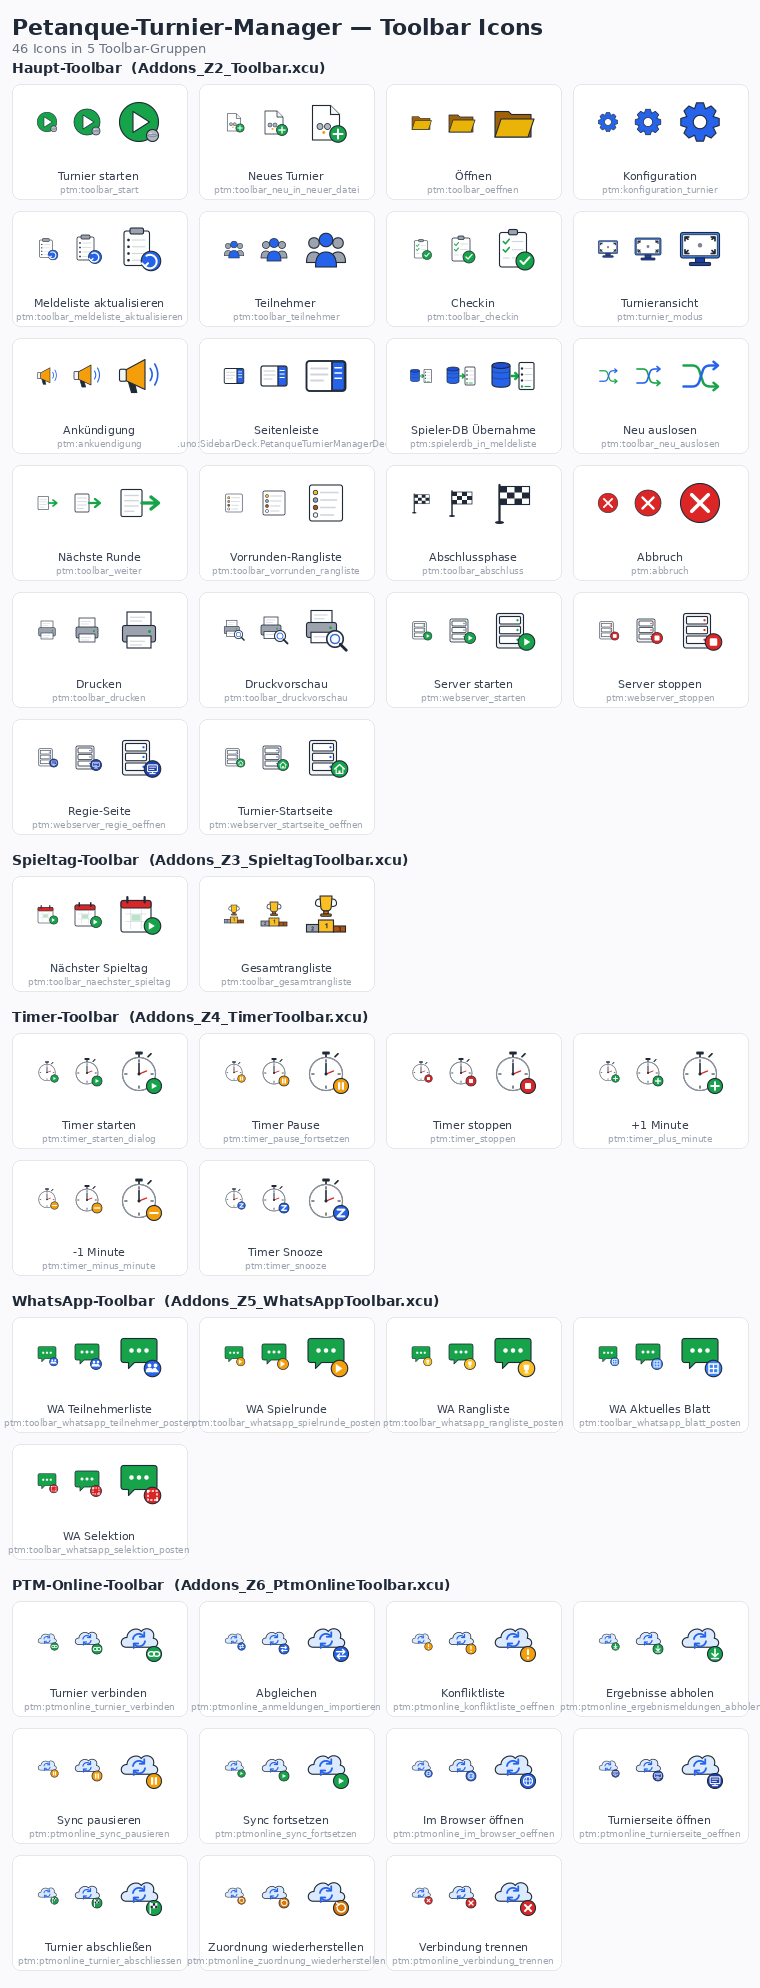 Petanque-Turnier-Manager — Toolbar Icons
46 Icons in 5 Toolbar-Gruppen
Haupt-Toolbar (Addons_Z2_Toolbar.xcu)
Turnier starten
ptm:toolbar_start
Neues Turnier
ptm:toolbar_neu_in_neuer_datei
Öffnen
ptm:toolbar_oeffnen
Konfiguration
ptm:konfiguration_turnier
Meldeliste aktualisieren
ptm:toolbar_meldeliste_aktualisieren
Teilnehmer
ptm:toolbar_teilnehmer
Checkin
ptm:toolbar_checkin
Turnieransicht
ptm:turnier_modus
Ankündigung
ptm:ankuendigung
Seitenleiste
.uno:SidebarDeck.PetanqueTurnierManagerDec
Spieler-DB Übernahme
ptm:spielerdb_in_meldeliste
Neu auslosen
ptm:toolbar_neu_auslosen
Nächste Runde
ptm:toolbar_weiter
Vorrunden-Rangliste
ptm:toolbar_vorrunden_rangliste
Abschlussphase
ptm:toolbar_abschluss
Abbruch
ptm:abbruch
Drucken
ptm:toolbar_drucken
Druckvorschau
ptm:toolbar_druckvorschau
Server starten
ptm:webserver_starten
Server stoppen
ptm:webserver_stoppen
Regie-Seite
ptm:webserver_regie_oeffnen
Turnier-Startseite
ptm:webserver_startseite_oeffnen
Spieltag-Toolbar (Addons_Z3_SpieltagToolbar.xcu)
Nächster Spieltag
ptm:toolbar_naechster_spieltag
Gesamtrangliste
ptm:toolbar_gesamtrangliste
Timer-Toolbar (Addons_Z4_TimerToolbar.xcu)
Timer starten
ptm:timer_starten_dialog
Timer Pause
ptm:timer_pause_fortsetzen
Timer stoppen
ptm:timer_stoppen
+1 Minute
ptm:timer_plus_minute
-1 Minute
ptm:timer_minus_minute
Timer Snooze
ptm:timer_snooze
WhatsApp-Toolbar (Addons_Z5_WhatsAppToolbar.xcu)
WA Teilnehmerliste
ptm:toolbar_whatsapp_teilnehmer_posten
WA Spielrunde
ptm:toolbar_whatsapp_spielrunde_posten
WA Rangliste
ptm:toolbar_whatsapp_rangliste_posten
WA Aktuelles Blatt
ptm:toolbar_whatsapp_blatt_posten
WA Selektion
ptm:toolbar_whatsapp_selektion_posten
PTM-Online-Toolbar (Addons_Z6_PtmOnlineToolbar.xcu)
Turnier verbinden
ptm:ptmonline_turnier_verbinden
Abgleichen
ptm:ptmonline_anmeldungen_importieren
Konfliktliste
ptm:ptmonline_konfliktliste_oeffnen
Ergebnisse abholen
ptm:ptmonline_ergebnismeldungen_abholen
Sync pausieren
ptm:ptmonline_sync_pausieren
Sync fortsetzen
ptm:ptmonline_sync_fortsetzen
Im Browser öffnen
ptm:ptmonline_im_browser_oeffnen
Turnierseite öffnen
ptm:ptmonline_turnierseite_oeffnen
Turnier abschließen
ptm:ptmonline_turnier_abschliessen
Zuordnung wiederherstellen
ptm:ptmonline_zuordnung_wiederherstellen
Verbindung trennen
ptm:ptmonline_verbindung_trennen